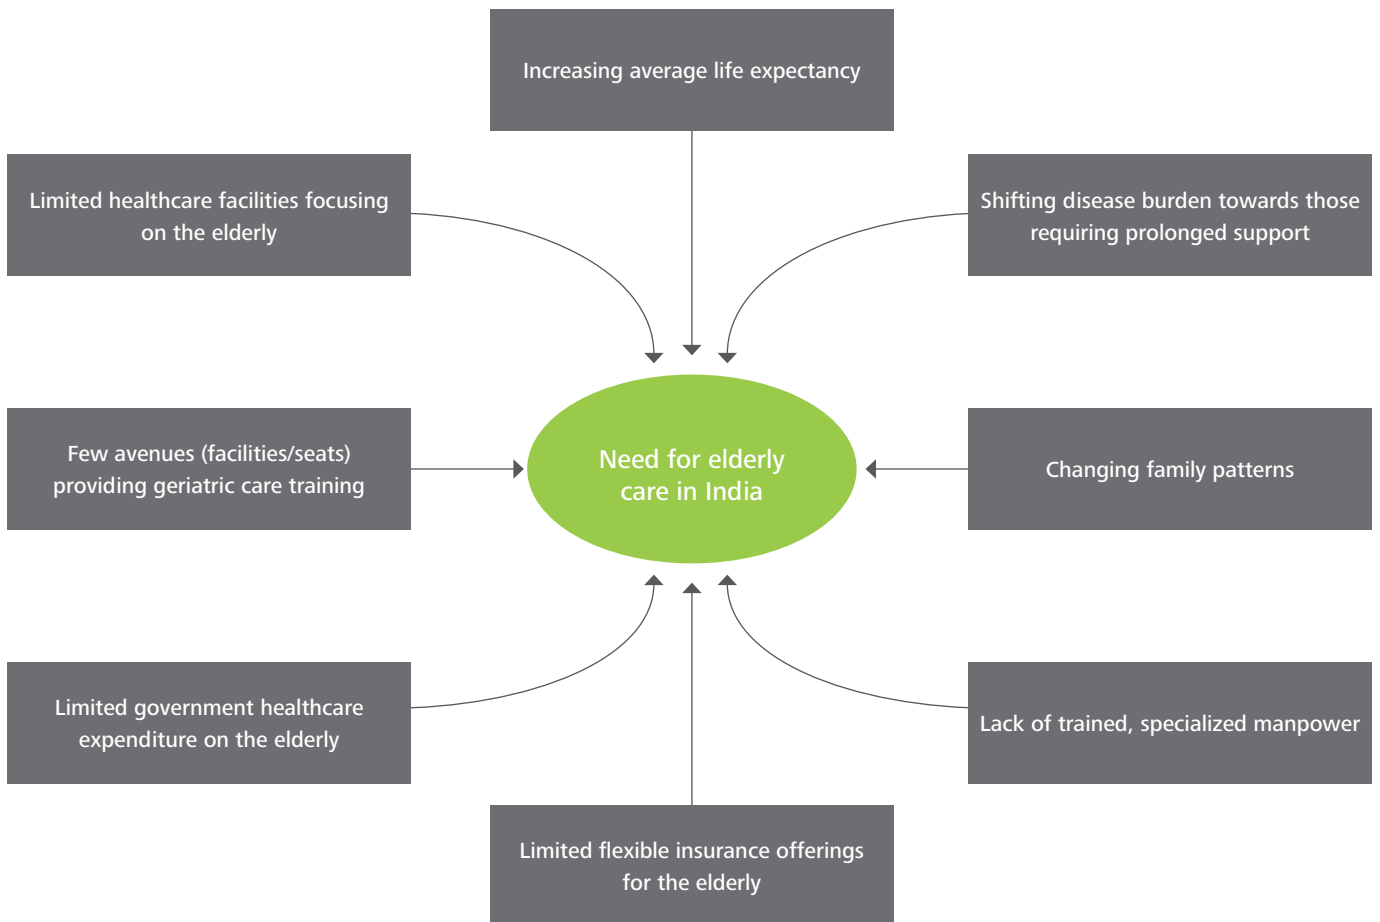 Increasing average life expectancy
Limited healthcare facilities focusing
on the elderly
Shifting disease burden towards those
requiring prolonged support
Few avenues (facilities/seats)
providing geriatric care training
Need for elderly
care in India
Changing family patterns
Limited government healthcare
expenditure on the elderly
Lack of trained, specialized manpower
Limited flexible insurance offerings
for the elderly